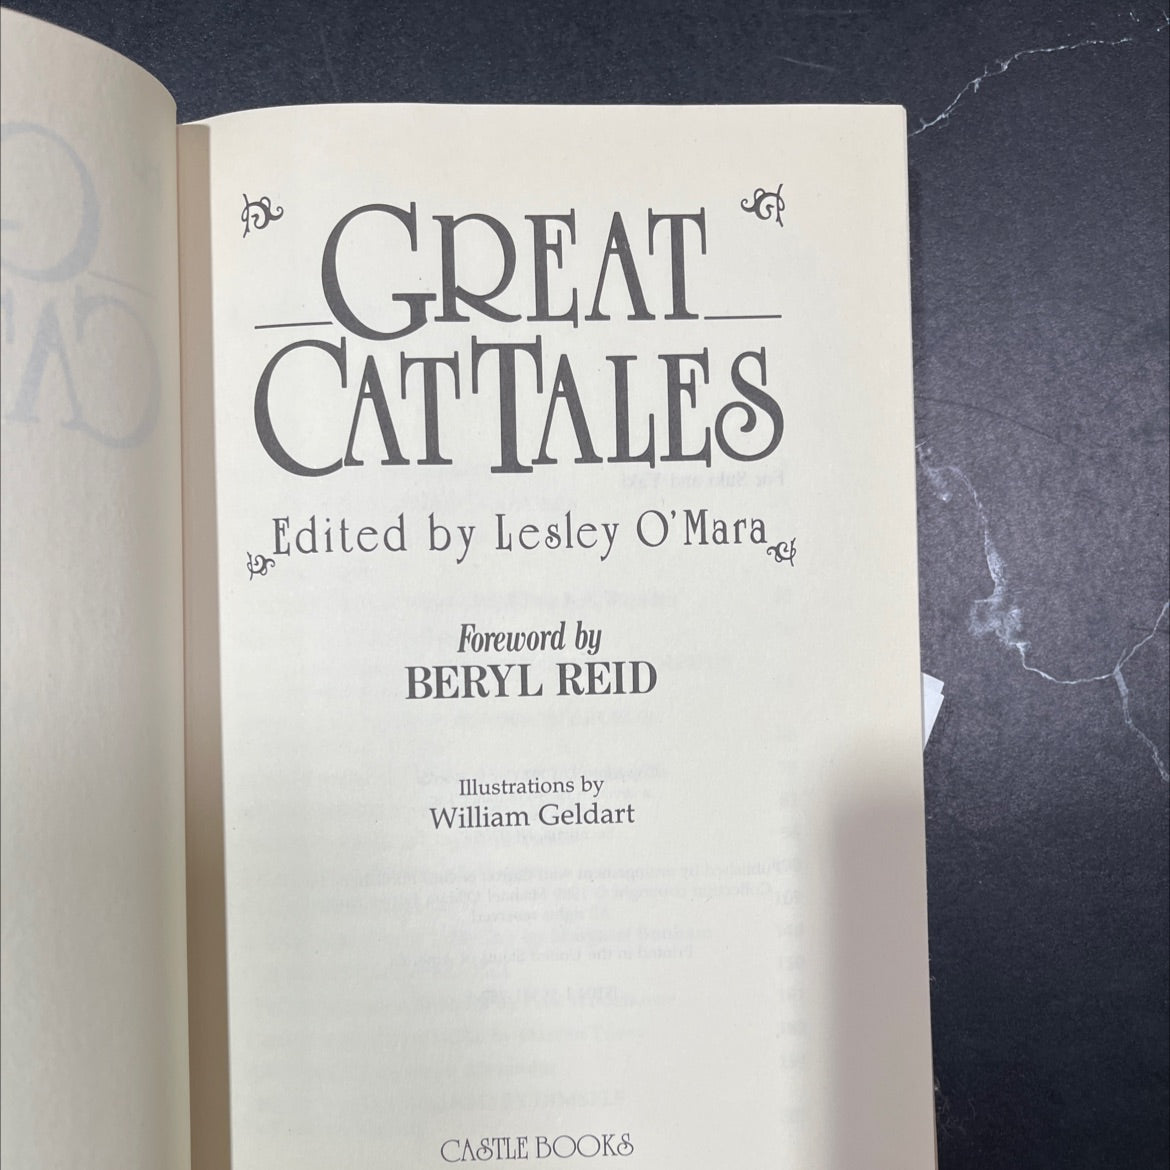 GREAT
CAT TALES
Edited by Lesley O'Mara
Foreword by
BERYL REID
Illustrations by
William Geldart
CASTLE BOOKS